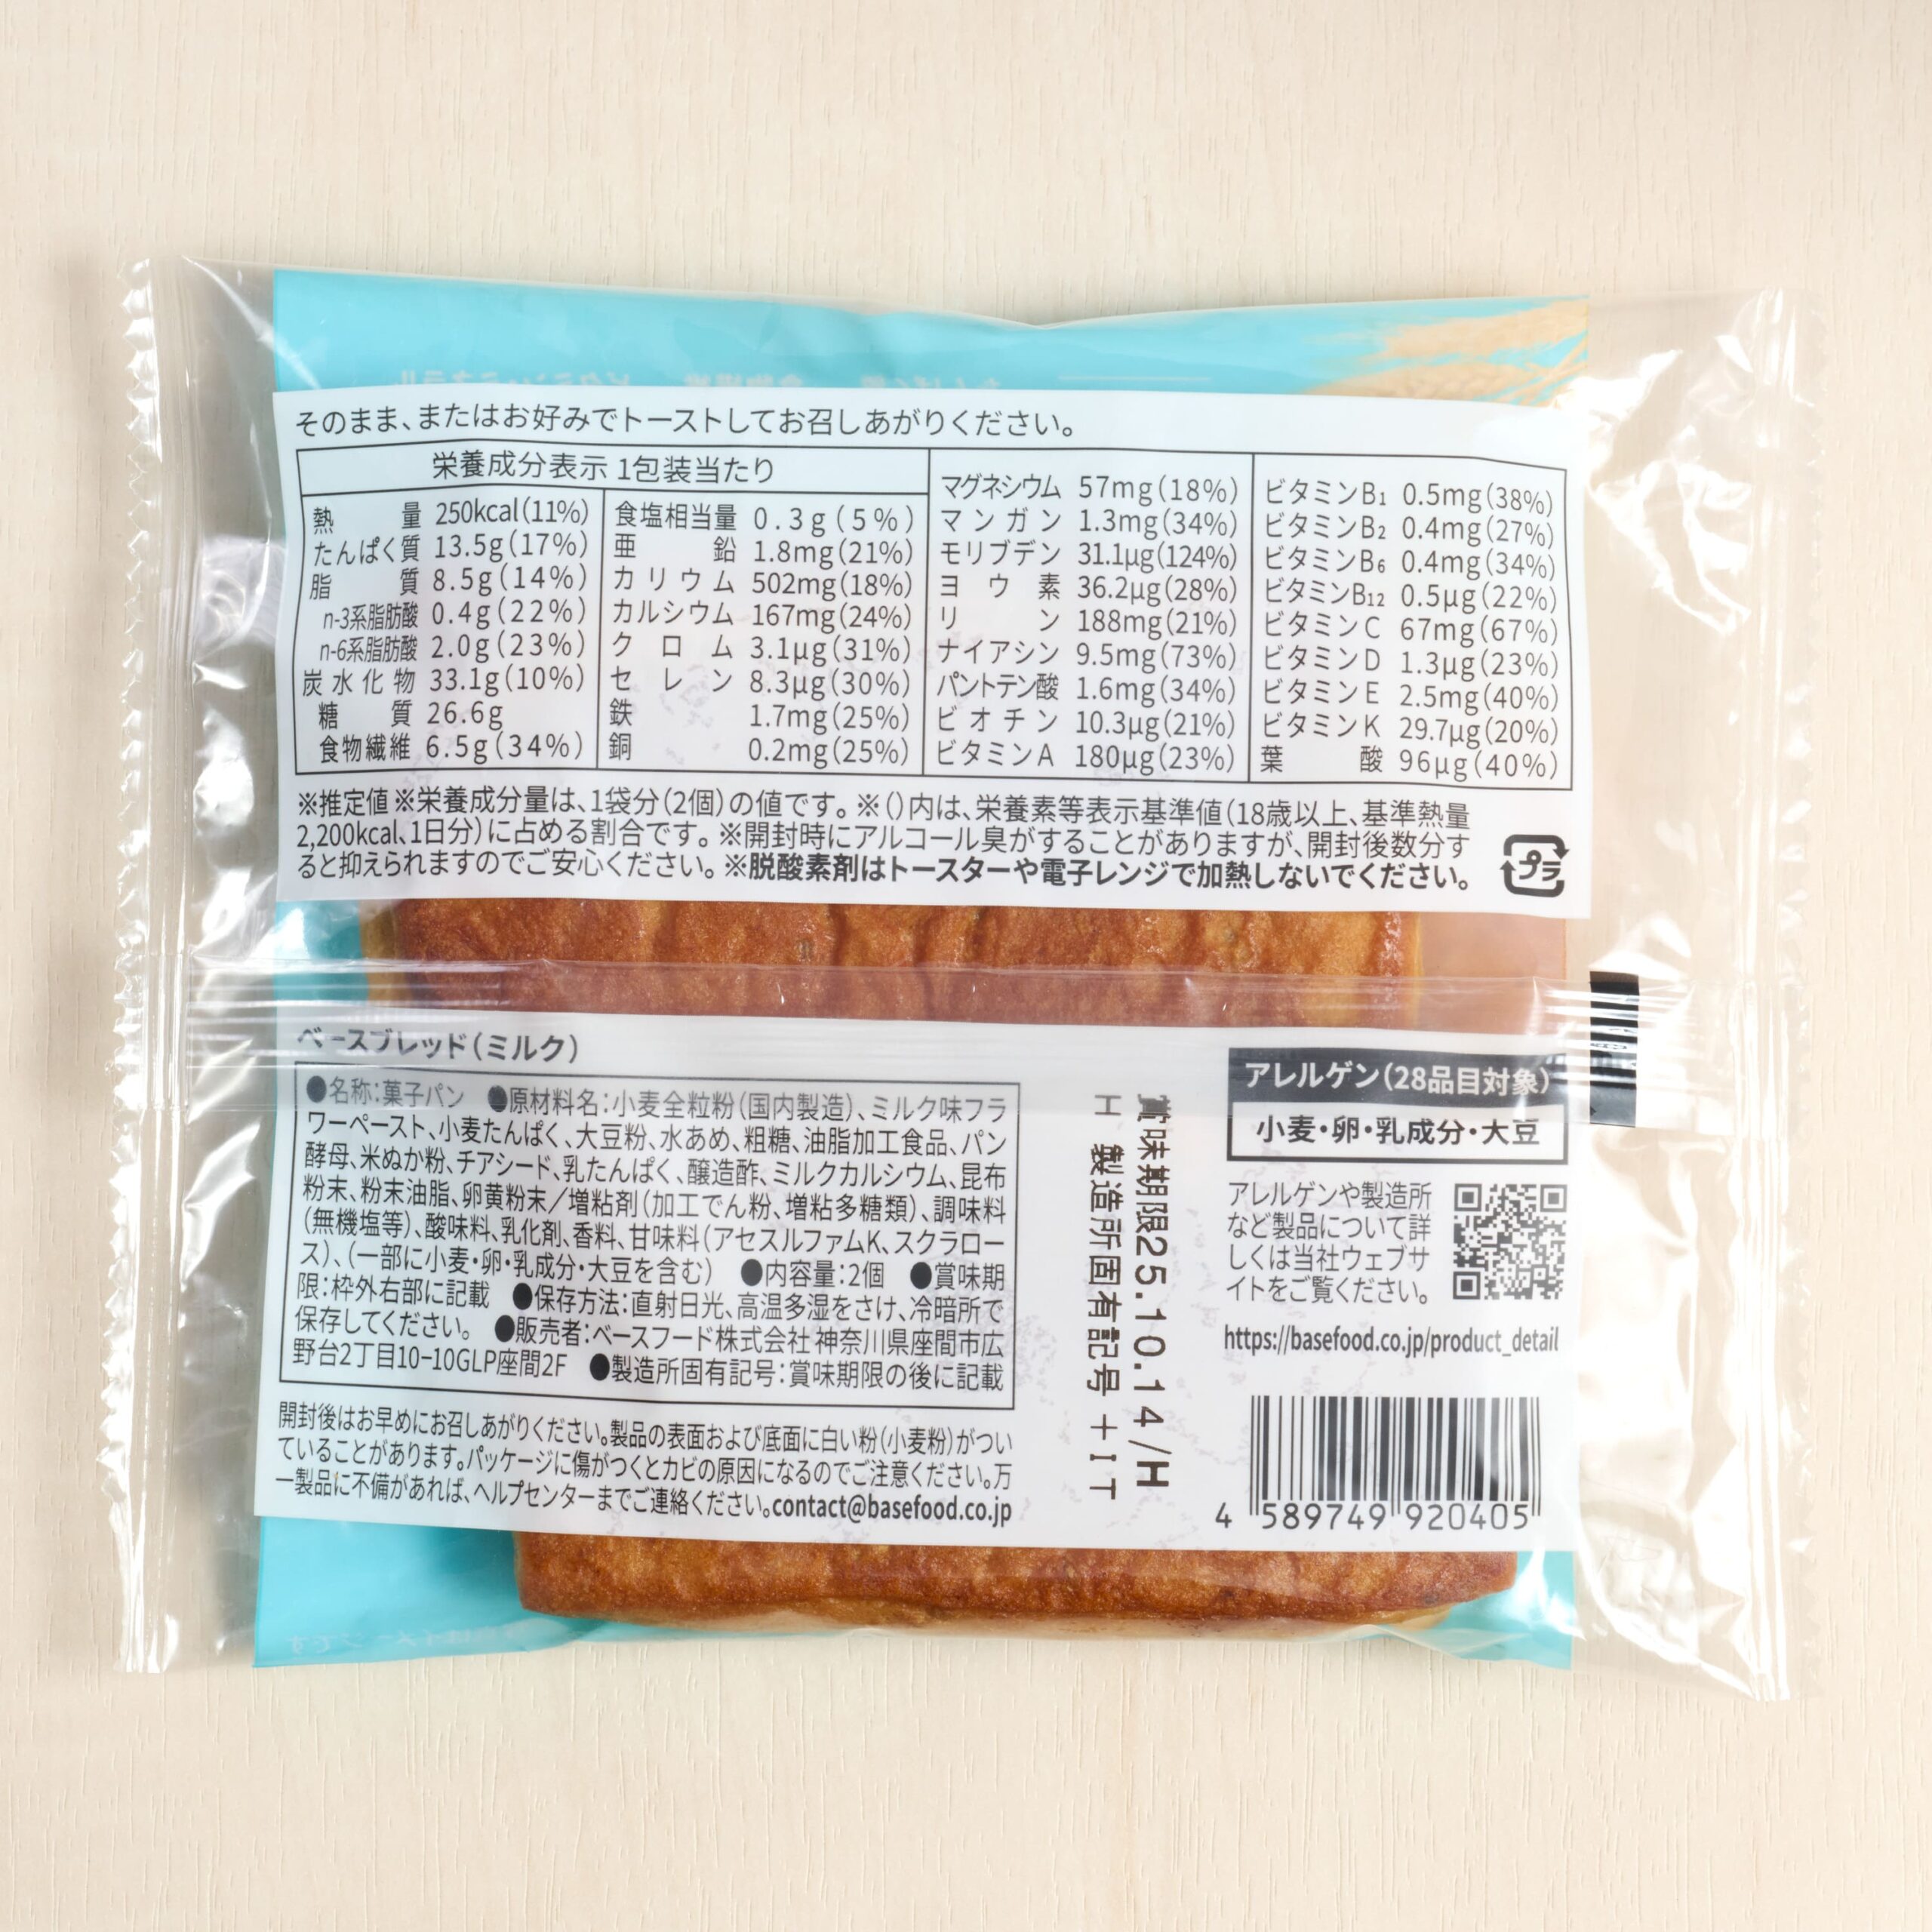 そのまま、またはお好みでトーストしてお召しあがりください。
栄養成分表示 1包装当たり
熱量 250kcal(11%)
たんぱく質 13.5g(17%)
脂質 8.5g(14%)
n-3系脂肪酸 0.4g(22%)
n-6系脂肪酸 2.0g(23%)
炭水化物 33.1g(10%)
糖質 26.6g
食物繊維 6.5g(34%)
食塩相当量 0.3g(5%)
亜鉛 1.8mg(21%)
カリウム 502mg(18%)
カルシウム 167mg(24%)
クロム 3.1μg(31%)
セレン 8.3μg(30%)
鉄 1.7mg(25%)
銅 0.2mg(25%)
マグネシウム 57mg(18%)
マンガン 1.3mg(34%)
モリブデン 31.1μg(124%)
ヨウ素 36.2μg(28%)
リン 188mg(21%)
ナイアシン 9.5mg(73%)
パントテン酸 1.6mg(34%)
ビオチン 10.3μg(21%)
ビタミンA 180μg(23%)
ビタミンB1 0.5mg(38%)
ビタミンB2 0.4mg(27%)
ビタミンB6 0.4mg(34%)
ビタミンB12 0.5μg(22%)
ビタミンC 67mg(67%)
ビタミンD 1.3μg(23%)
ビタミンE 2.5mg(40%)
ビタミンK 29.7μg(20%)
葉酸 96μg(40%)
※推定値 ※栄養成分量は、1袋分(2個)の値です。※()内は、栄養素等表示基準値(18歳以上、基準熱量
2,200kcal、1日分)に占める割合です。※開封時にアルコール臭がすることがありますが、開封後数分す
ると抑えられますのでご安心ください。※脱酸素剤はトースターや電子レンジで加熱しないでください。
プラ
ベースブレッド(ミルク)
●名称:菓子パン ●原材料名:小麦全粒粉(国内製造)、ミルク味フラ
ワーペースト、小麦たんぱく、大豆粉、水あめ、粗糖、油脂加工食品、パン
酵母、米ぬか粉、チアシード、乳たんぱく、醸造酢、ミルクカルシウム、昆布
粉末、粉末油脂、卵黄粉末/増粘剤(加工でん粉、増粘多糖類)、調味料
(無機塩等)、酸味料、乳化剤、香料、甘味料(アセスルファムK、スクラロー
ス)、(一部に小麦・卵・乳成分・大豆を含む) ●内容量:2個 ●賞味期
限:枠外右部に記載 ●保存方法:直射日光、高温多湿をさけ、冷暗所で
保存してください。 ●販売者:ベースフード株式会社 神奈川県座間市広
野台2丁目10-10GLP座間2F ●製造所固有記号:賞味期限の後に記載
開封後はお早めにお召しあがりください。製品の表面および底面に白い粉(小麦粉)がつい
ていることがあります。パッケージに傷がつくとカビの原因になるのでご注意ください。万
一製品に不備があれば、ヘルプセンターまでご連絡ください。contact@basefood.co.jp
賞味期限25.10.14/H
H 製造所固有記号 +IT
アレルゲン(28品目対象)
小麦・卵・乳成分・大豆
アレルゲンや製造所
など製品について詳
しくは当社ウェブサ
イトをご覧ください。
https://basefood.co.jp/product_detail
4 589749 920405